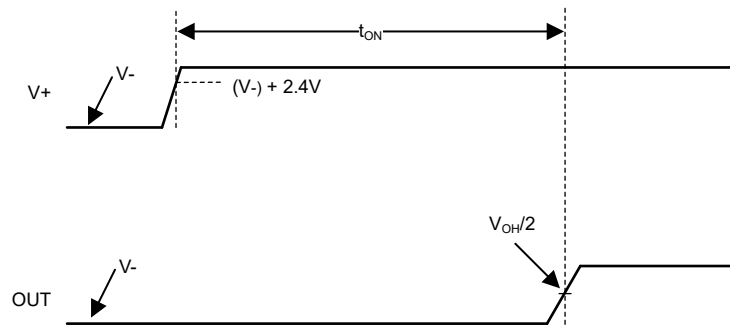 tON
V-
(V-) + 2.4V
V+
VOH/2
V-
OUT